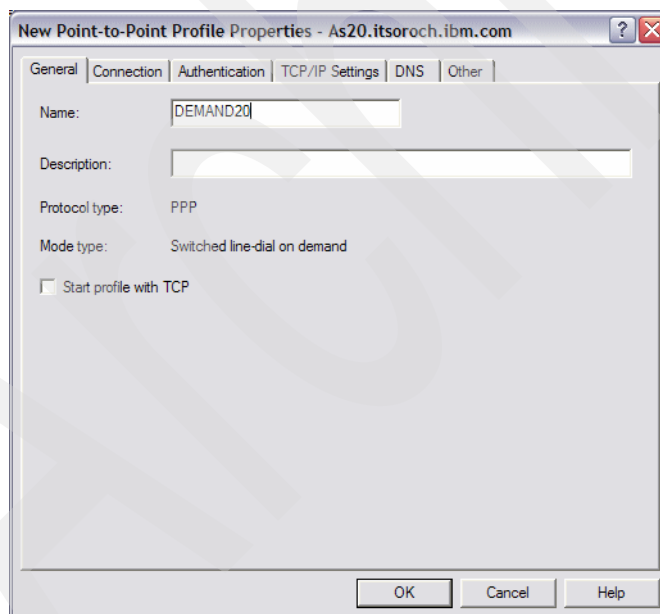 New Point-to-Point Profile Properties - As20.itsoroch.ibm.com
General Connection Authentication TCP/IP Settings DNS Other
Name: DEMAND20
Description:
Protocol type: PPP
Mode type: Switched line-dial on demand
Start profile with TCP
OK Cancel Help